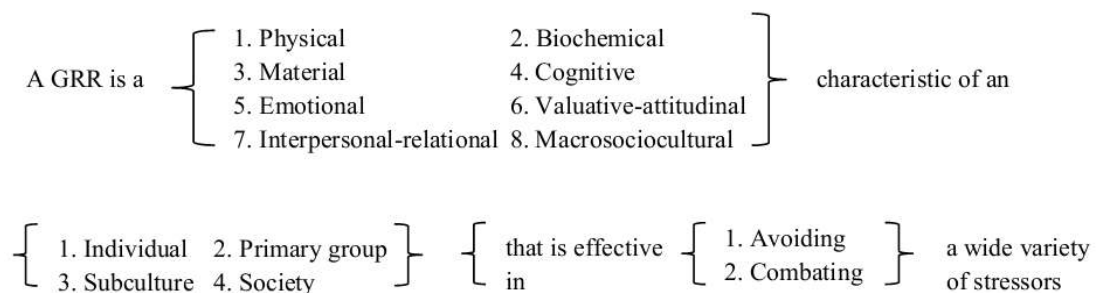 1. Physical 2. Biochemical
A GRR is a 3. Material 4. Cognitive characteristic of an
5. Emotional 6. Valuative-attitudinal
7. Interpersonal-relational 8. Macrosociocultural
1. Individual 2. Primary group that is effective 1. Avoiding a wide variety
3. Subculture 4. Society in 2. Combating of stressors